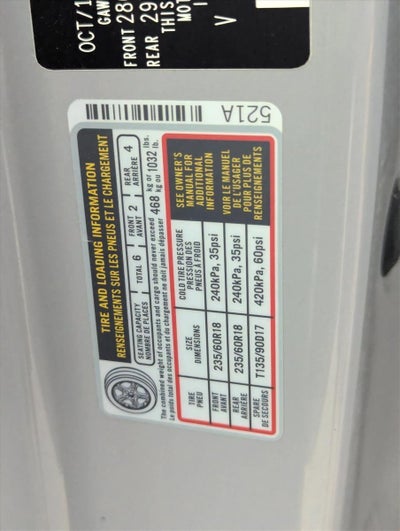 OCT/1
GAW
FRONT 28
REAR 29
THIS
MOT
V
521A
TIRE AND LOADING INFORMATION
RENSEIGNEMENTS SUR LES PNEUS ET LE CHARGEMENT
SEATING CAPACITY TOTAL 6 FRONT 2 REAR 4
NOMBRE DE PLACES AVANT ARRIÈRE
The combined weight of occupants and cargo should never exceed 468 kg or 1032 lbs.
Le poids total des occupants et du chargement ne doit jamais dépasser kg ou lb.
TIRE SIZE COLD TIRE PRESSURE SEE OWNER'S
PNEU DIMENSIONS PRESSION DES MANUAL FOR
PNEUS À FROID ADDITIONAL
INFORMATION
FRONT 235/60R18 240kPa, 35psi
AVANT
REAR 235/60R18 240kPa, 35psi VOIR LE MANUEL
ARRIÈRE DE L'USAGER
SPARE T135/90D17 420kPa, 60psi POUR PLUS DE
DE SECOURS RENSEIGNEMENTS